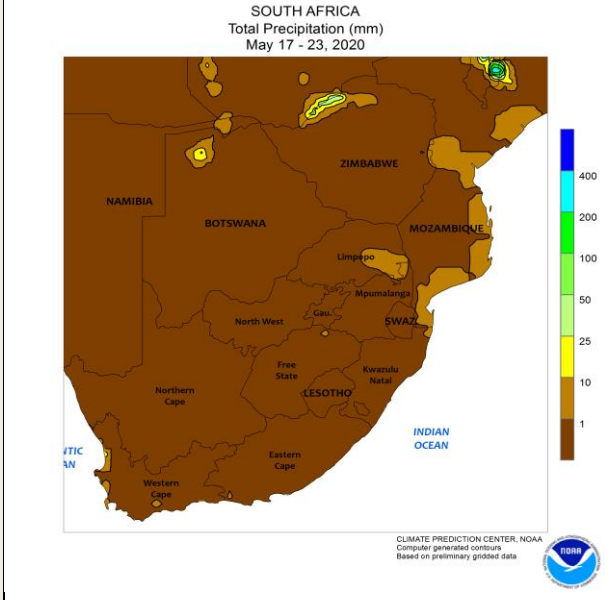 SOUTH AFRICA
Total Precipitation (mm)
May 17 - 23, 2020
ZIMBABWE
NAMIBIA
BOTSWANA
MOZAMBIQUE
Limpopo
Mpumalanga
Gau.
North West
SWAZ.
Free
State
Kwazulu
Natal
LESOTHO
Northern
Cape
Eastern
Cape
Western
Cape
NTIC
AN
INDIAN
OCEAN
400
200
100
50
25
10
1
CLIMATE PREDICTION CENTER, NOAA
Computer generated contours
Based on preliminary gridded data
NOAA